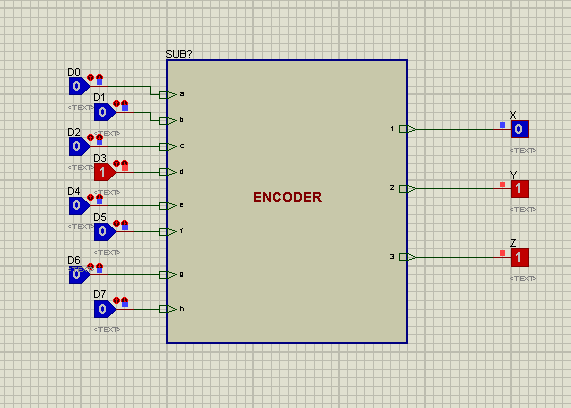 SUB?
D0
0
<TEXT>
a
D1
0
<TEXT>
b
D2
0
<TEXT>
c
D3
1
<TEXT>
d
D4
0
<TEXT>
e
D5
0
<TEXT>
f
D6
0
<TEXT>
g
D7
0
<TEXT>
h
ENCODER
1
X
0
<TEXT>
2
Y
1
<TEXT>
3
Z
1
<TEXT>